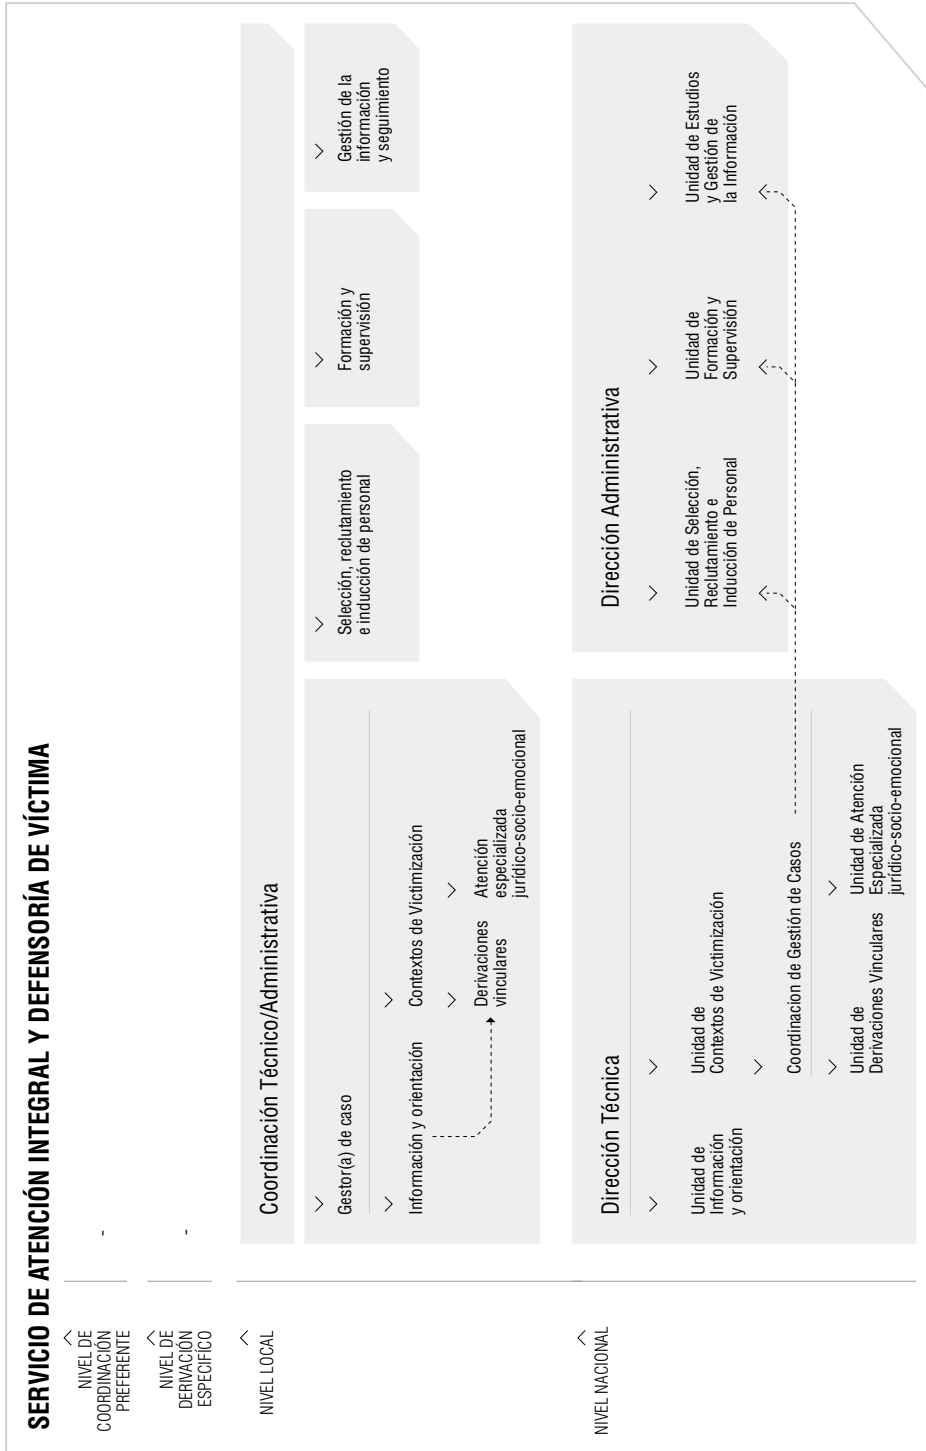 SERVICIO DE ATENCIÓN INTEGRAL Y DEFENSORÍA DE VÍCTIMA
NIVEL DE
COORDINACIÓN
PREFERENTE
-
NIVEL DE
DERIVACIÓN
ESPECIFÍCO
-
NIVEL LOCAL
Coordinación Técnico/Administrativa
Gestor(a) de caso
Información y orientación
Contextos de Victimización
Derivaciones
vinculares
Atención
especializada
jurídico-socio-emocional
Selección, reclutamiento
e inducción de personal
Formación y
supervisión
Gestión de la
información
y seguimiento
NIVEL NACIONAL
Dirección Técnica
Unidad de
Información
y orientación
Unidad de
Contextos de Victimización
Coordinacion de Gestión de Casos
Unidad de
Derivaciones Vinculares
Unidad de Atención
Especializada
jurídico-socio-emocional
Dirección Administrativa
Unidad de Selección,
Reclutamiento e
Inducción de Personal
Unidad de
Formación y
Supervisión
Unidad de Estudios
y Gestión de
la Información